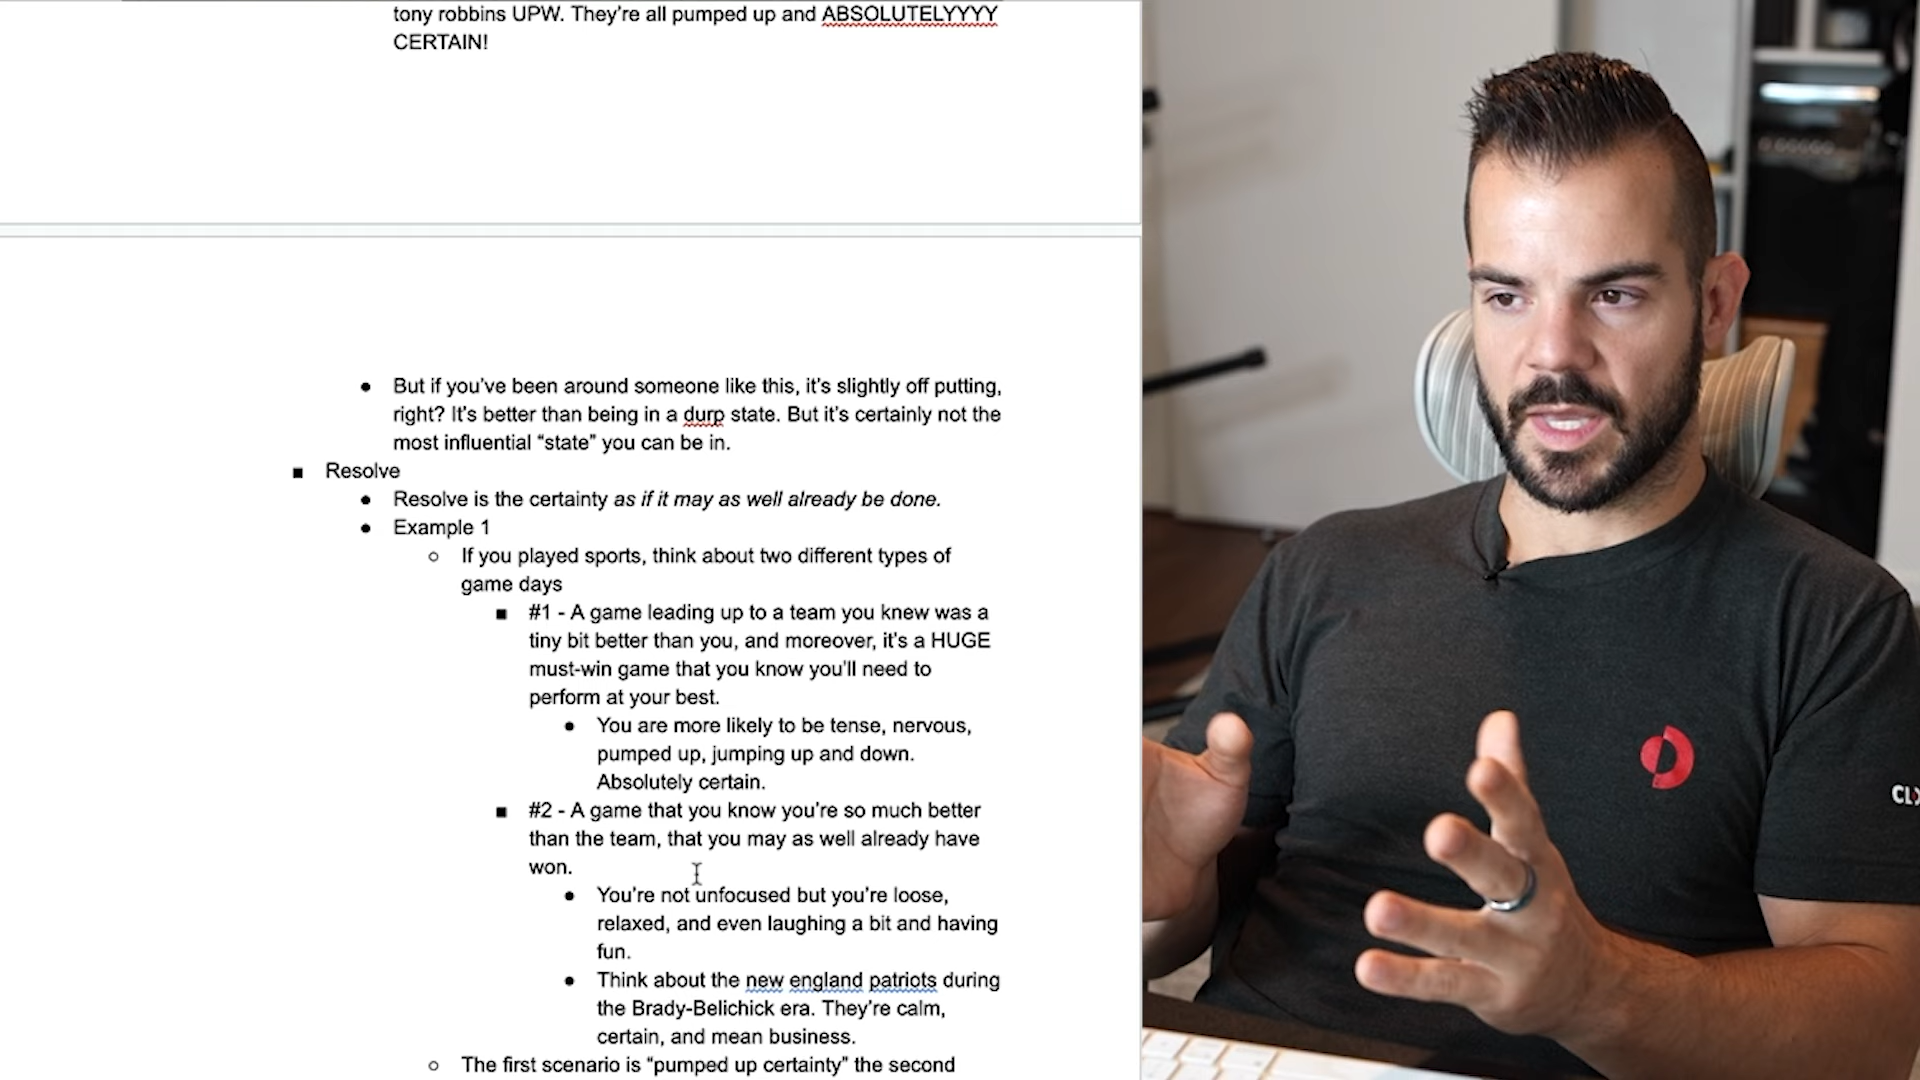 tony robbins UPW. They’re all pumped up and ABSOLUTELYYYY
CERTAIN!
● But if you’ve been around someone like this, it’s slightly off putting,
right? It’s better than being in a durp state. But it’s certainly not the
most influential “state” you can be in.
■ Resolve
● Resolve is the certainty as if it may as well already be done.
● Example 1
○ If you played sports, think about two different types of
game days
■ #1 - A game leading up to a team you knew was a
tiny bit better than you, and moreover, it’s a HUGE
must-win game that you know you’ll need to
perform at your best.
● You are more likely to be tense, nervous,
pumped up, jumping up and down.
Absolutely certain.
■ #2 - A game that you know you’re so much better
than the team, that you may as well already have
won.
● You’re not unfocused but you’re loose,
relaxed, and even laughing a bit and having
fun.
● Think about the new england patriots during
the Brady-Belichick era. They’re calm,
certain, and mean business.
○ The first scenario is “pumped up certainty” the second